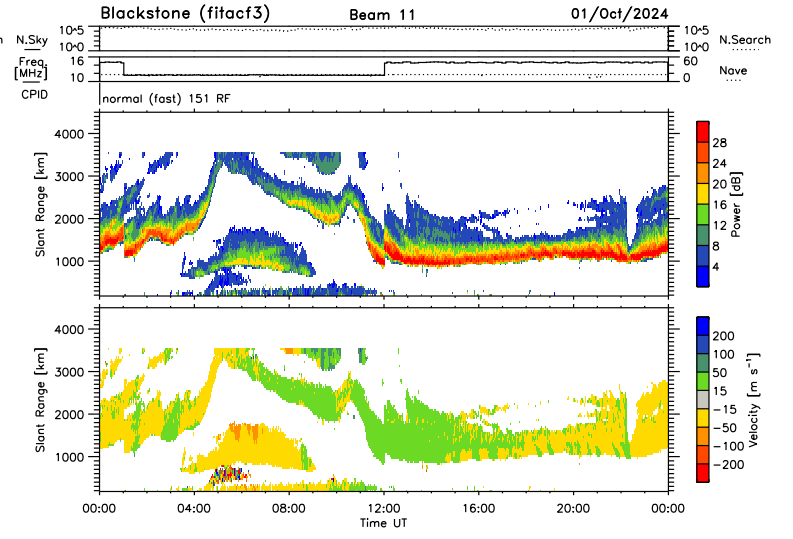 Blackstone (fitacf3) Beam 11 01/Oct/2024
n N.Sky 10^5 10^0 10^5 10^0 N.Search
Freq. [MHz] 16 10 60 0 Nave
CPID normal (fast) 151 RF
Slant Range [km]
4000
3000
2000
1000
28
24
20
16
12
8
4
Power [dB]
Slant Range [km]
4000
3000
2000
1000
200
100
50
15
-15
-50
-100
-200
Velocity [m s⁻¹]
00:00 04:00 08:00 12:00 16:00 20:00 00:00
Time UT